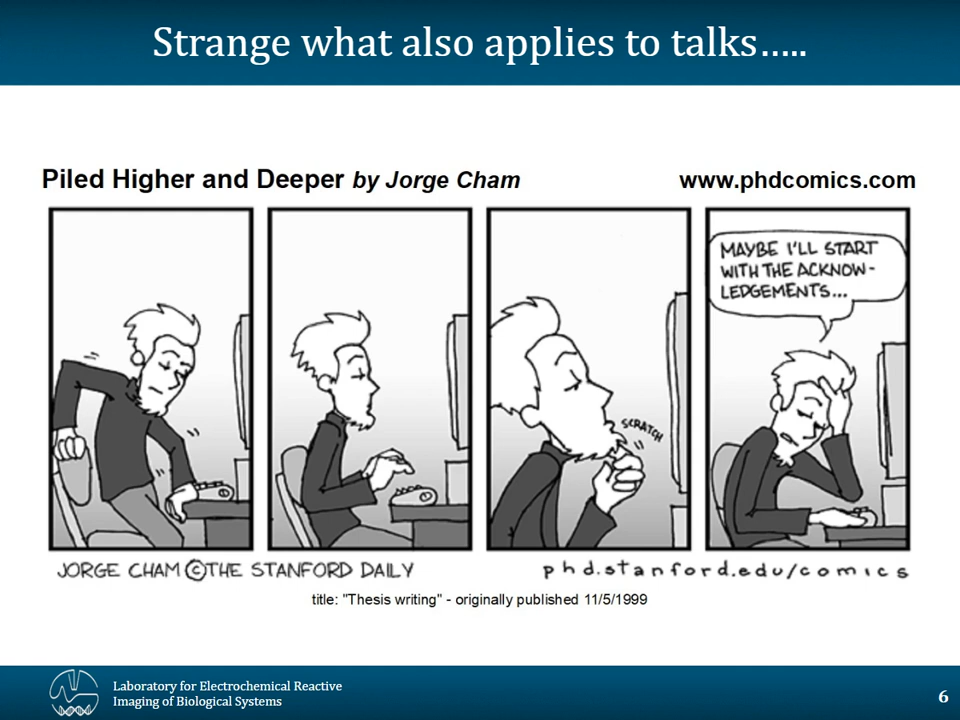 Strange what also applies to talks.....
Piled Higher and Deeper by Jorge Cham
www.phdcomics.com
SCRATCH
MAYBE I'LL START
WITH THE ACKNOW-
LEDGEMENTS...
JORGE CHAM ©THE STANFORD DAILY
phd.stanford.edu/comics
title: "Thesis writing" - originally published 11/5/1999
Laboratory for Electrochemical Reactive
Imaging of Biological Systems
6